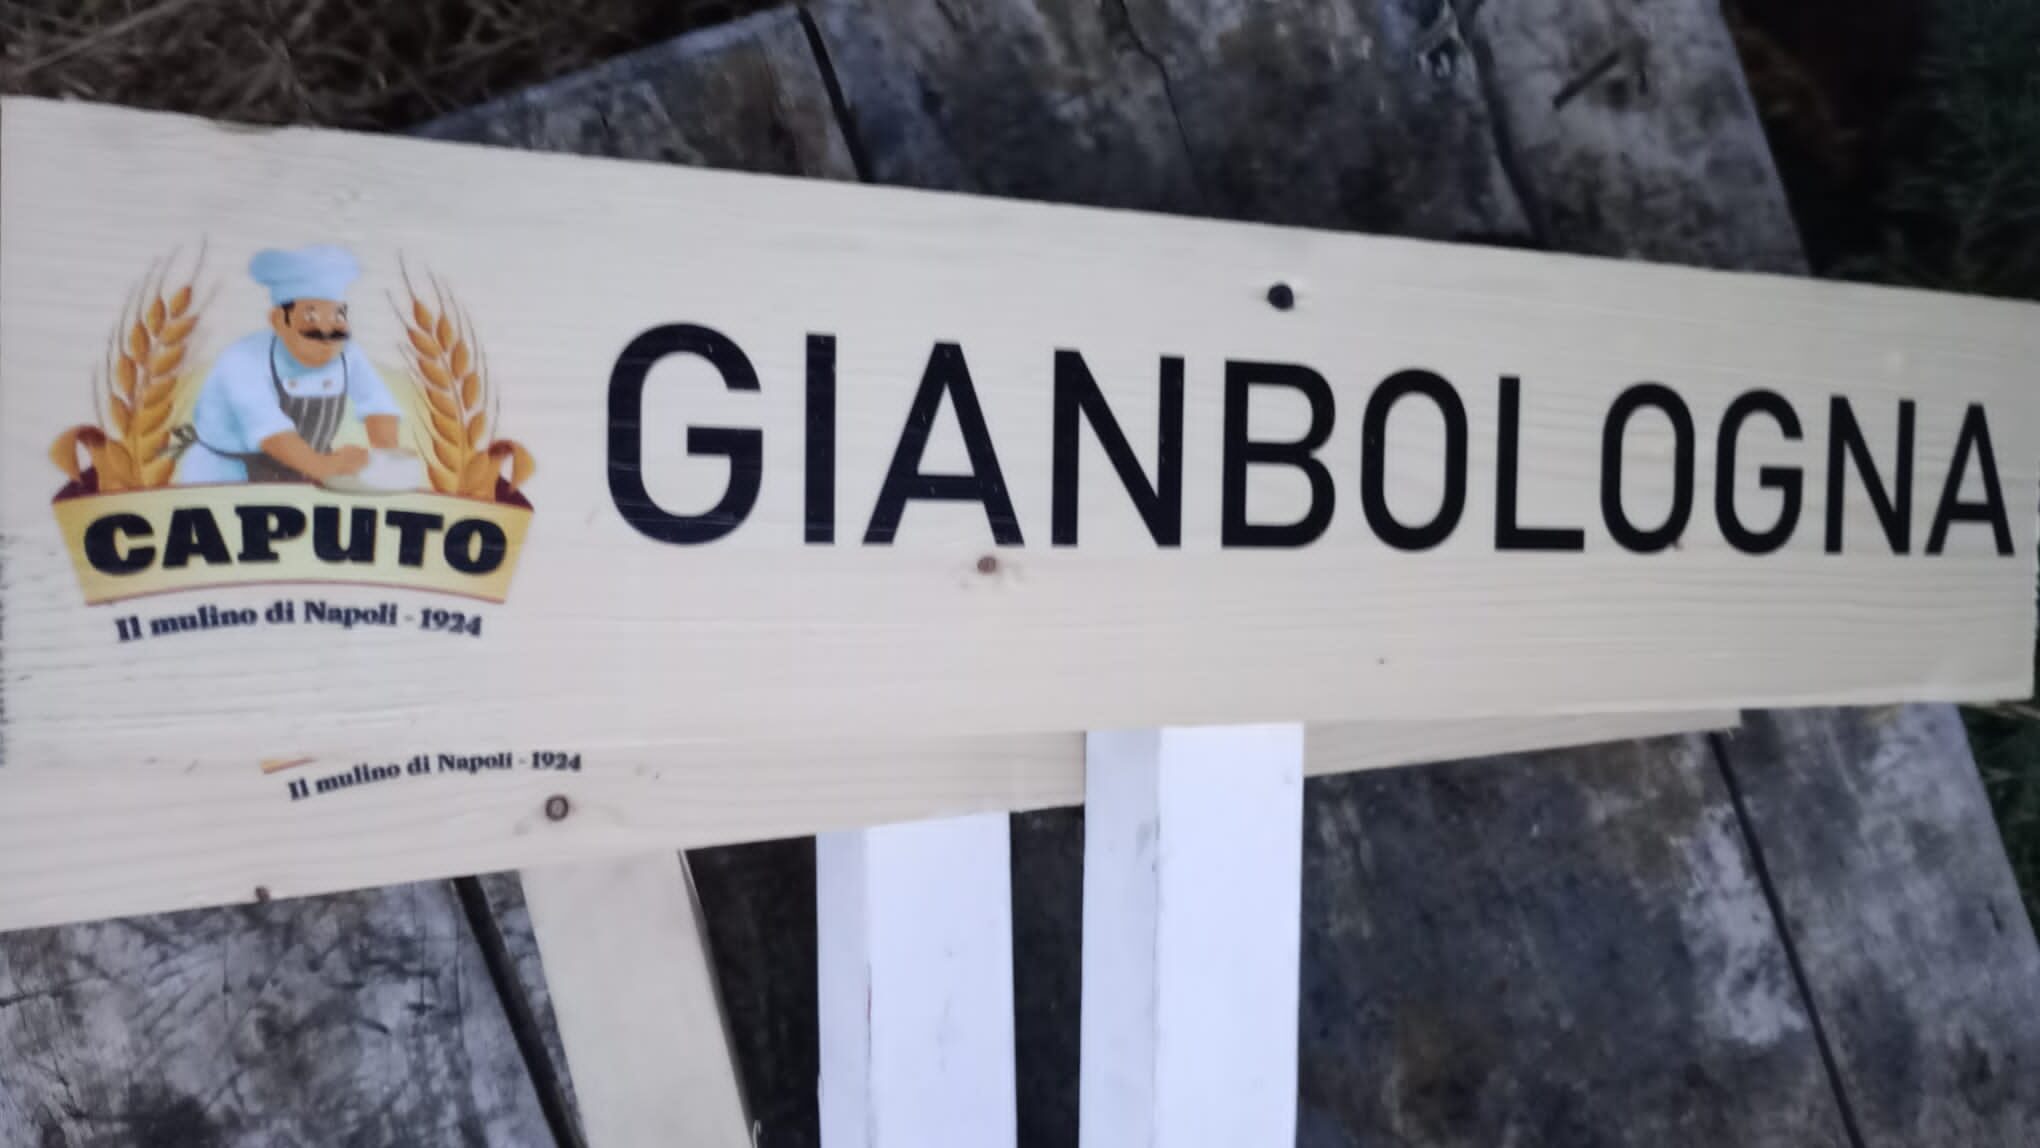 GIANBOLOGNA
CAPUTO
Il mulino di Napoli - 1924
Il mulino di Napoli - 1924